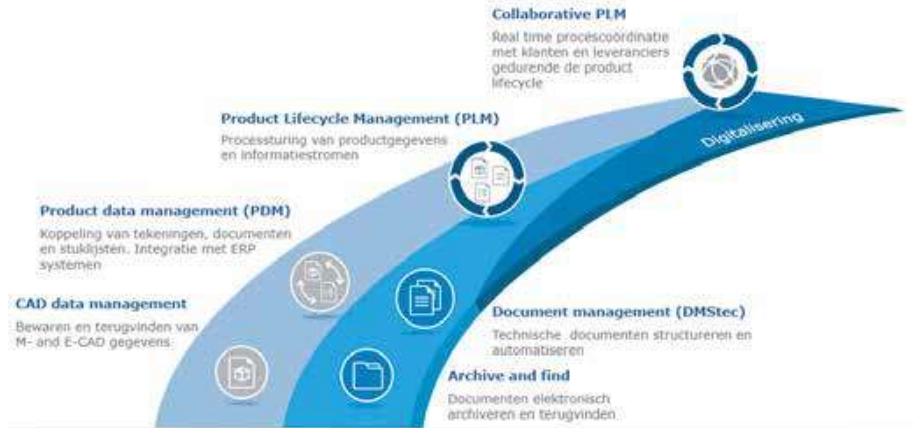 Collaborative PLM
Real time procescoördinatie
met klanten en leveranciers
gedurende de product
lifecycle
Product Lifecycle Management (PLM)
Processturing van productgegevens
en informatiestromen
Digitalisering
Product data management (PDM)
Koppeling van tekeningen, documenten
en stuklijsten. Integratie met ERP
systemen
CAD data management
Bewaren en terugvinden van
M- and E-CAD gegevens
Document management (DMStec)
Technische documenten structureren en
automatiseren
Archive and find
Documenten elektronisch
archiveren en terugvinden